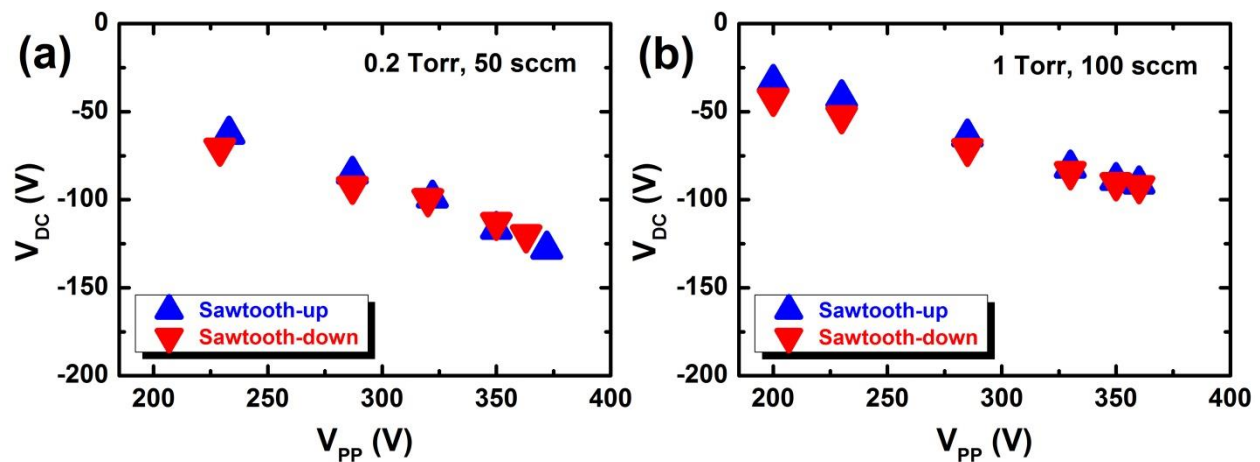 (a)
0.2 Torr, 50 sccm
0
-50
-100
-150
-200
V_DC (V)
Sawtooth-up
Sawtooth-down
200 250 300 350 400
V_PP (V)
(b)
1 Torr, 100 sccm
0
-50
-100
-150
-200
V_DC (V)
Sawtooth-up
Sawtooth-down
200 250 300 350 400
V_PP (V)